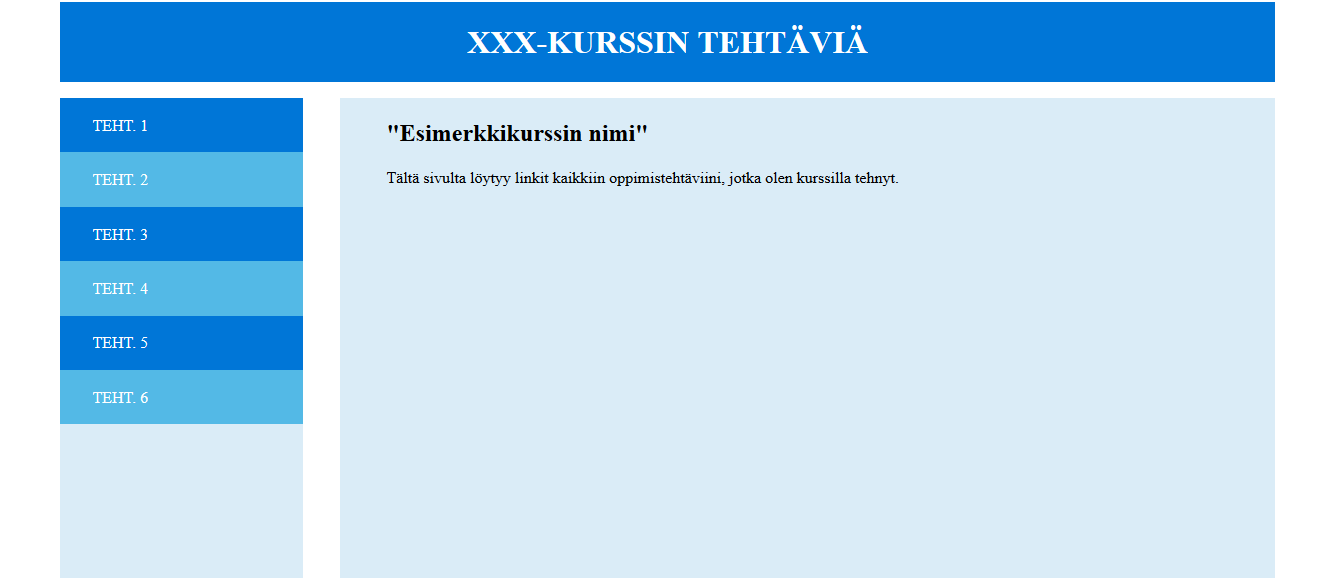 XXX-KURSSIN TEHTÄVIÄ
TEHT. 1
TEHT. 2
TEHT. 3
TEHT. 4
TEHT. 5
TEHT. 6
"Esimerkkikurssin nimi"
Tältä sivulta löytyy linkit kaikkiin oppimistehtäviini, jotka olen kurssilla tehnyt.